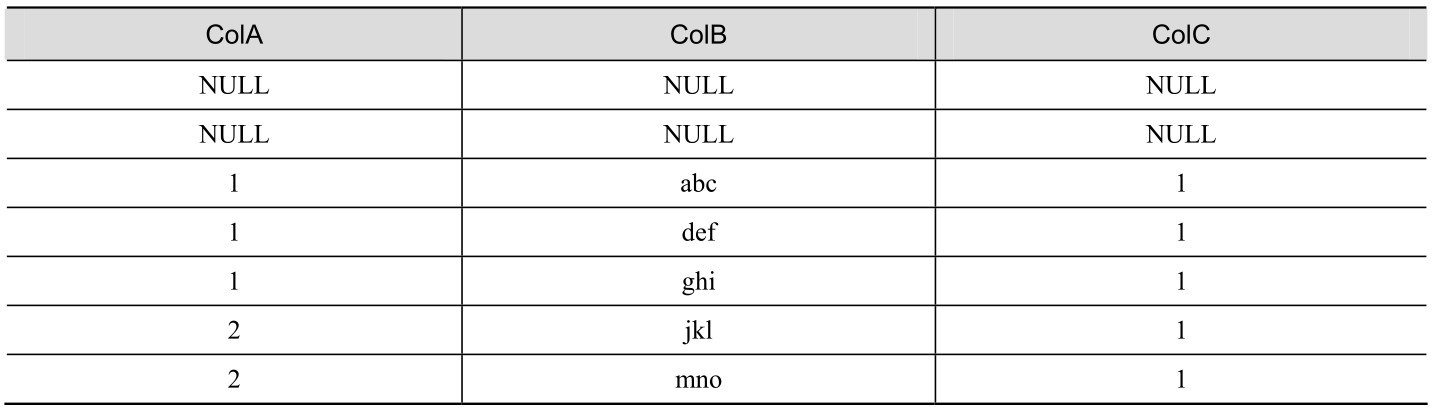 ColA ColB ColC
NULL NULL NULL
NULL NULL NULL
1 abc 1
1 def 1
1 ghi 1
2 jkl 1
2 mno 1